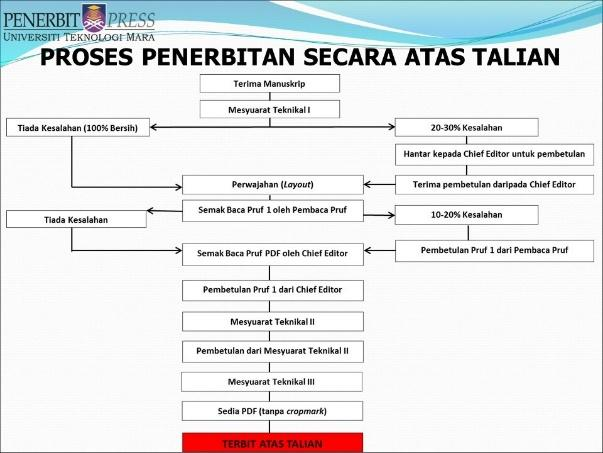 PENERBIT PRESS
UNIVERSITI TEKNOLOGI MARA
PROSES PENERBITAN SECARA ATAS TALIAN
Terima Manuskrip
Mesyuarat Teknikal I
Tiada Kesalahan (100% Bersih)
20-30% Kesalahan
Hantar kepada Chief Editor untuk pembetulan
Perwajahan (Layout)
Terima pembetulan daripada Chief Editor
Semak Baca Pruf 1 oleh Pembaca Pruf
Tiada Kesalahan
10-20% Kesalahan
Semak Baca Pruf PDF oleh Chief Editor
Pembetulan Pruf 1 dari Pembaca Pruf
Pembetulan Pruf 1 dari Chief Editor
Mesyuarat Teknikal II
Pembetulan dari Mesyuarat Teknikal II
Mesyuarat Teknikal III
Sedia PDF (tanpa cropmark)
TERBIT ATAS TALIAN